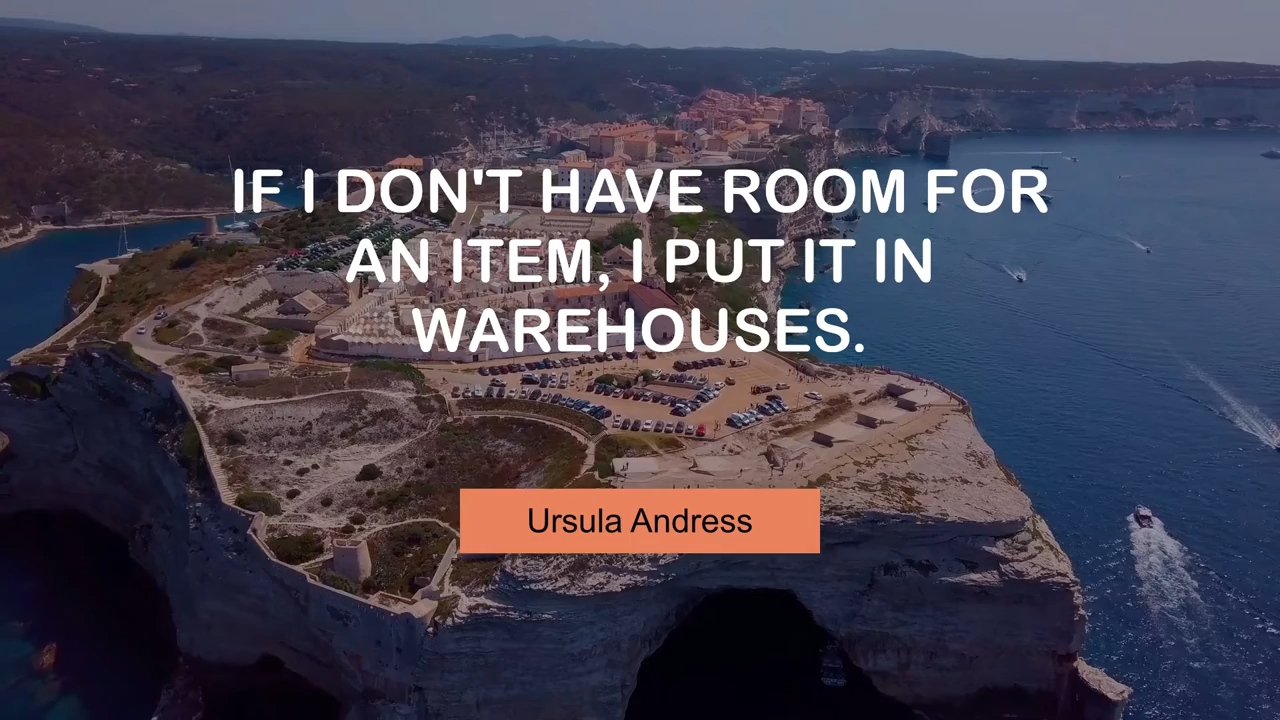 IF I DON'T HAVE ROOM FOR
AN ITEM, I PUT IT IN
WAREHOUSES.
Ursula Andress